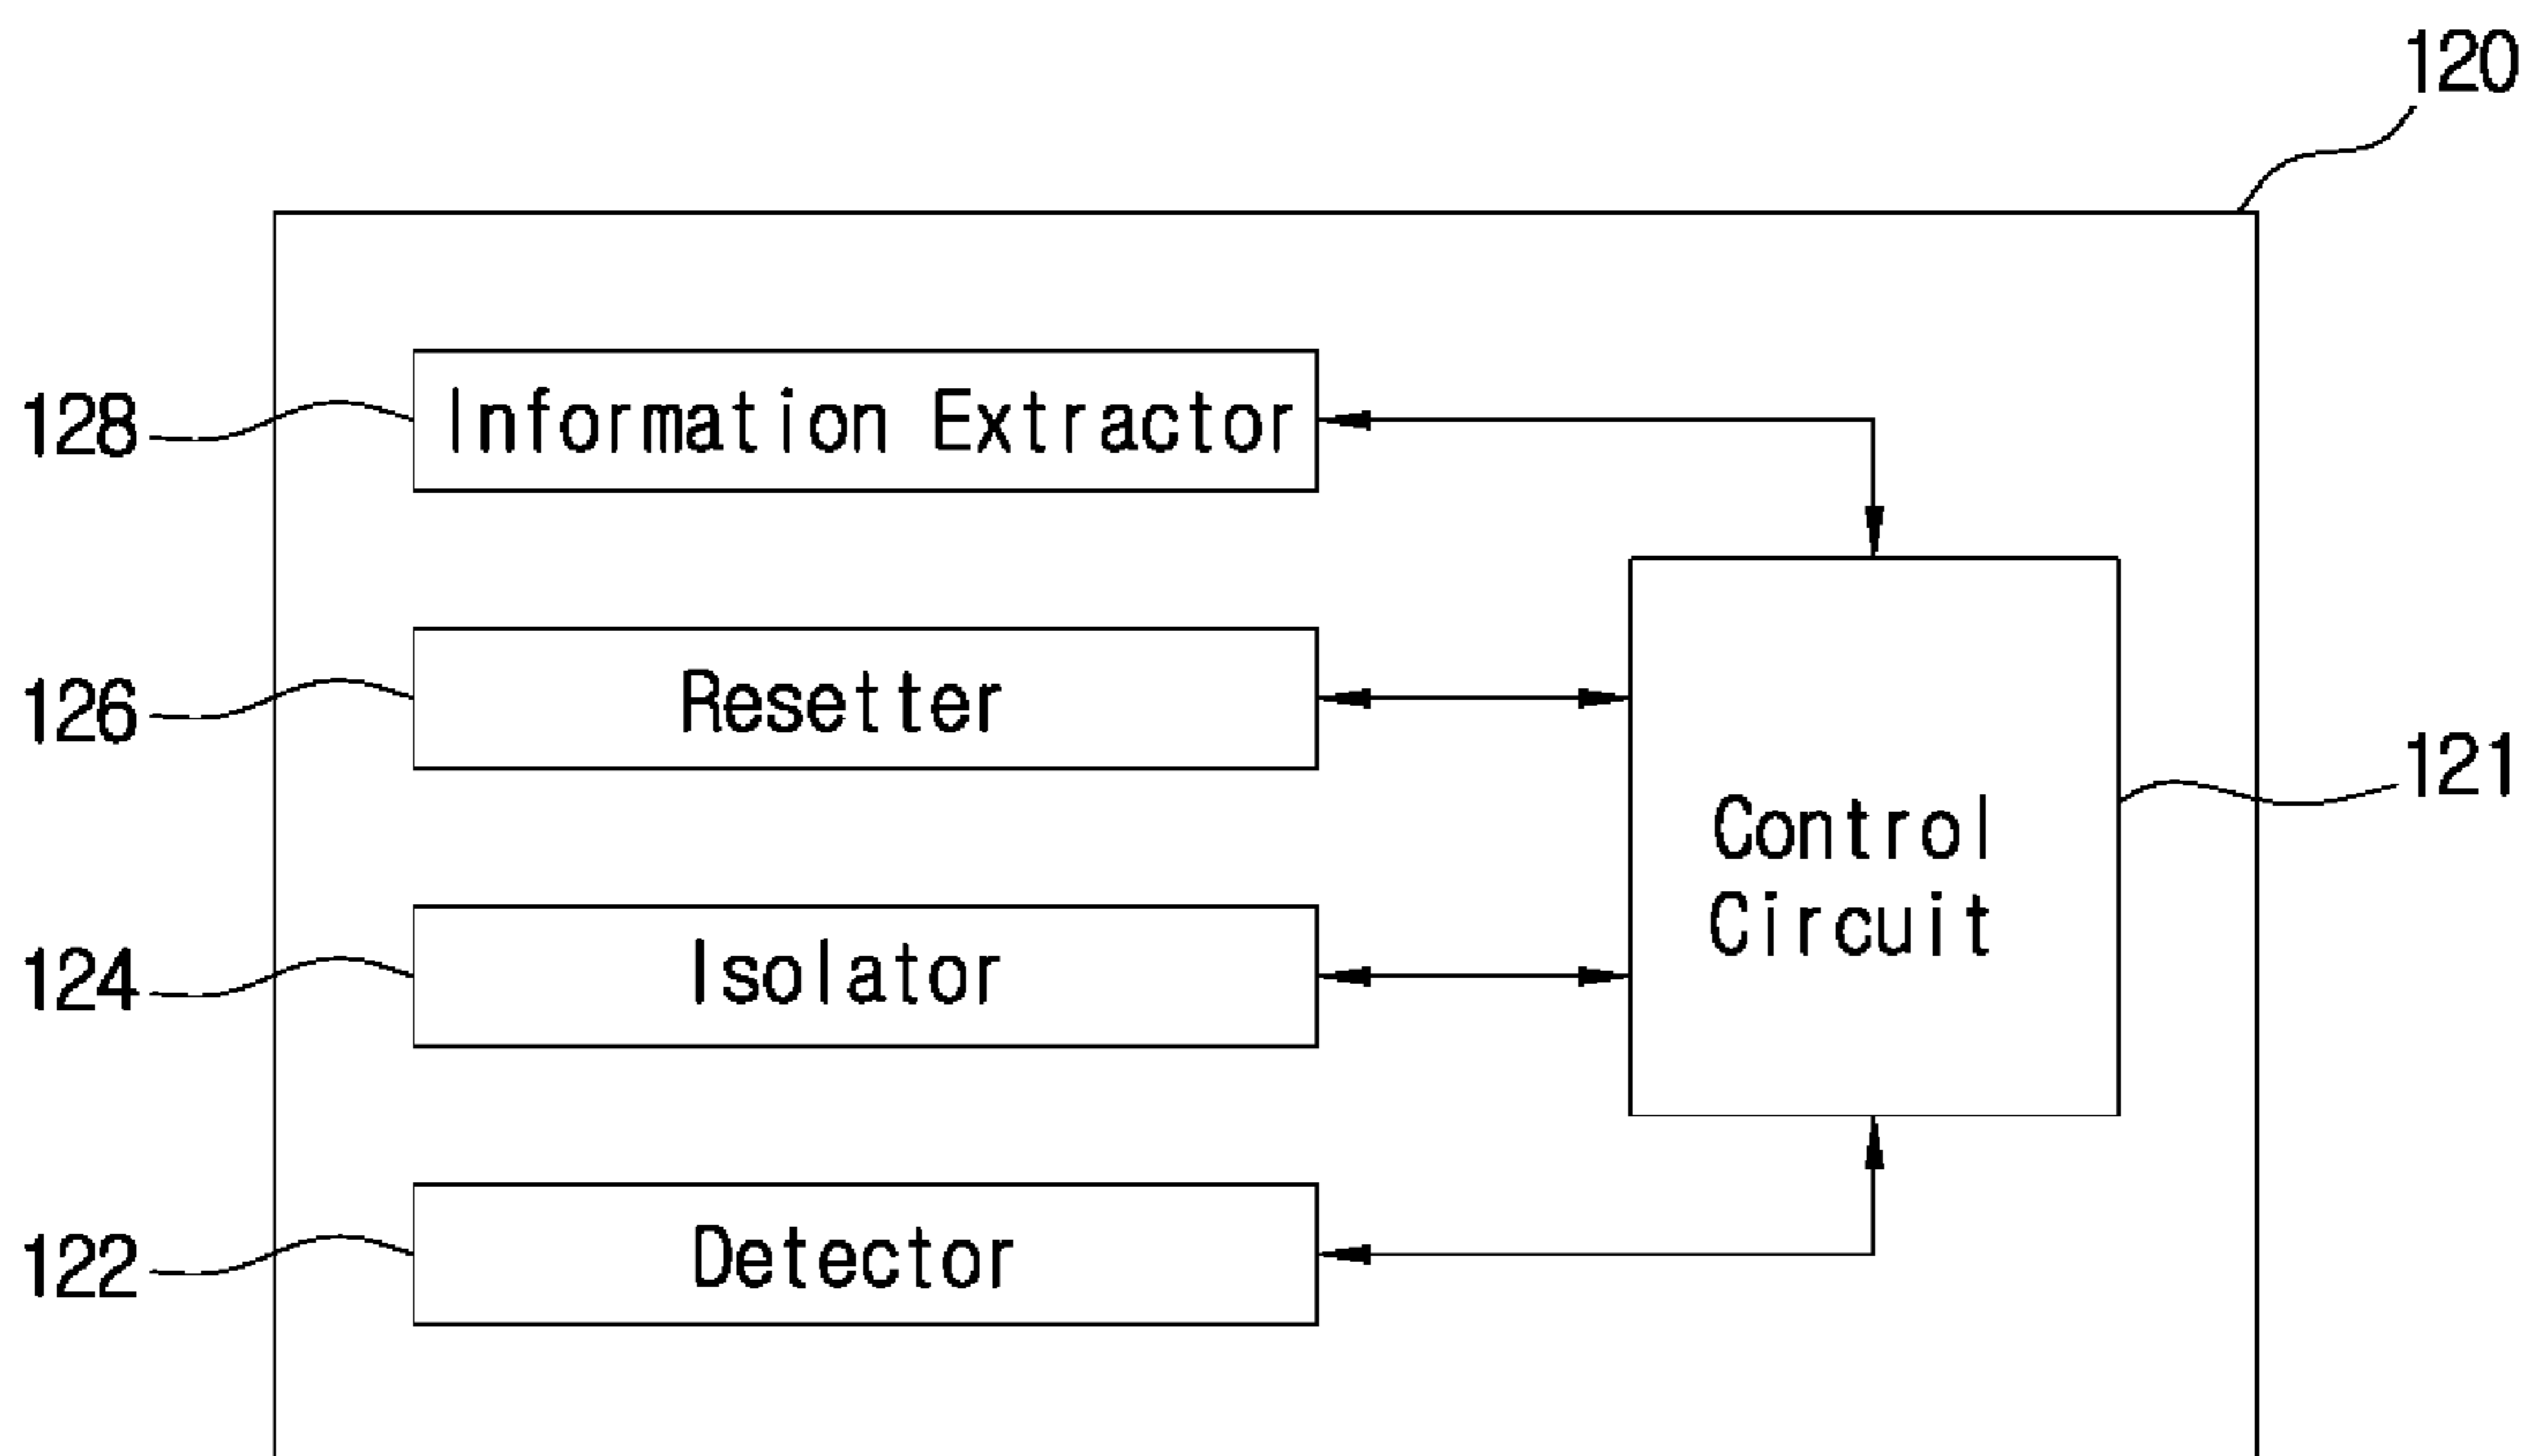 120
128
Information Extractor
126
Resetter
121
Control
Circuit
124
Isolator
122
Detector